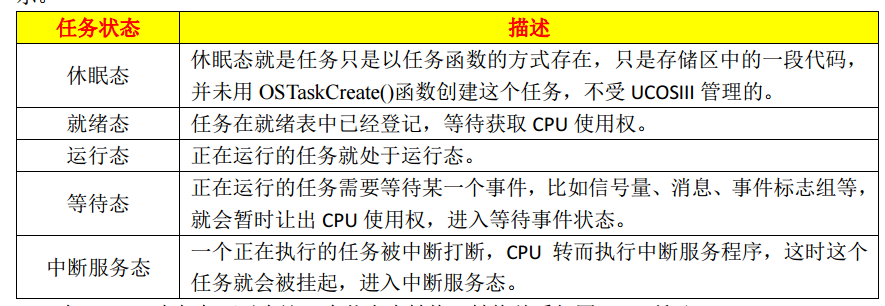 任务状态 描述
休眠态 休眠态就是任务只是以任务函数的方式存在，只是存储区中的一段代码，
并未用 OSTaskCreate()函数创建这个任务，不受 UCOSIII 管理的。
就绪态 任务在就绪表中已经登记，等待获取 CPU 使用权。
运行态 正在运行的任务就处于运行态。
等待态 正在运行的任务需要等待某一个事件，比如信号量、消息、事件标志组等，
就会暂时让出 CPU 使用权，进入等待事件状态。
中断服务态 一个正在执行的任务被中断打断，CPU 转而执行中断服务程序，这时这个
任务就会被挂起，进入中断服务态。